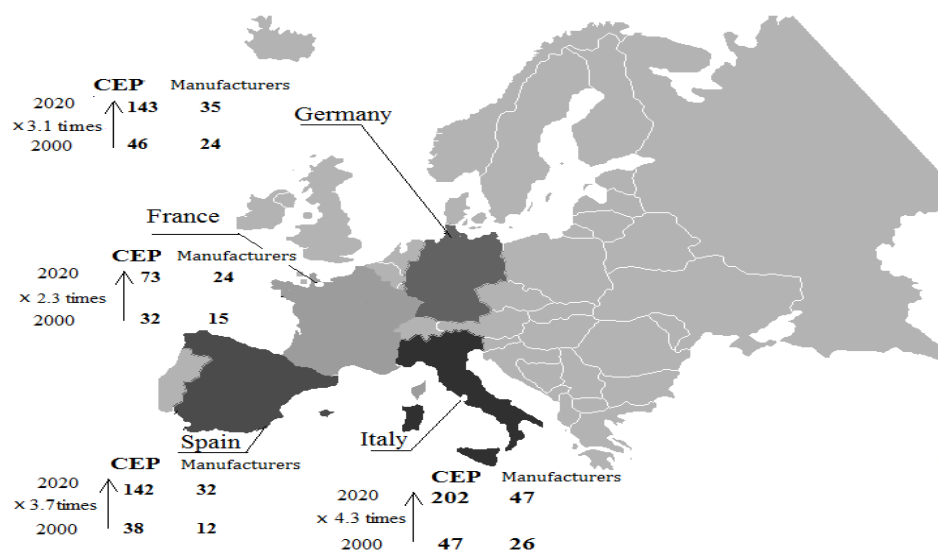 CEP Manufacturers
2020 143 35
×3.1 times
2000 46 24
Germany
France
CEP Manufacturers
2020 73 24
× 2.3 times
2000 32 15
Spain
CEP Manufacturers
2020 142 32
× 3.7times
2000 38 12
Italy
CEP Manufacturers
2020 202 47
× 4.3 times
2000 47 26